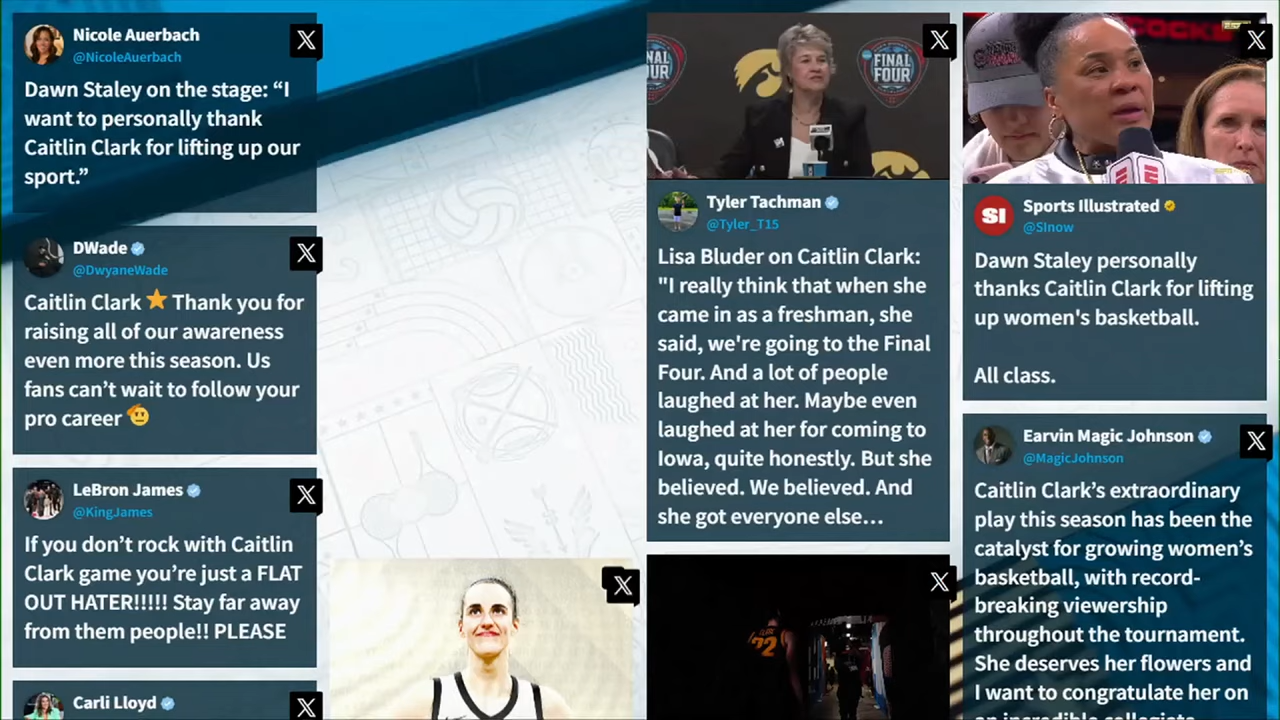 Nicole Auerbach
@NicoleAuerbach
Dawn Staley on the stage: “I
want to personally thank
Caitlin Clark for lifting up our
sport.”
DWade
@DwyaneWade
Caitlin Clark ⭐ Thank you for
raising all of our awareness
even more this season. Us
fans can’t wait to follow your
pro career 🫡
LeBron James
@KingJames
If you don’t rock with Caitlin
Clark game you’re just a FLAT
OUT HATER!!!!! Stay far away
from them people!! PLEASE
Carli Lloyd
FINAL
FOUR
Tyler Tachman
@Tyler_T15
Lisa Bluder on Caitlin Clark:
"I really think that when she
came in as a freshman, she
said, we're going to the Final
Four. And a lot of people
laughed at her. Maybe even
laughed at her for coming to
Iowa, quite honestly. But she
believed. We believed. And
she got everyone else…
22
SI
Sports Illustrated
@SInow
Dawn Staley personally
thanks Caitlin Clark for lifting
up women's basketball.
All class.
Earvin Magic Johnson
@MagicJohnson
Caitlin Clark’s extraordinary
play this season has been the
catalyst for growing women’s
basketball, with record-
breaking viewership
throughout the tournament.
She deserves her flowers and
I want to congratulate her on